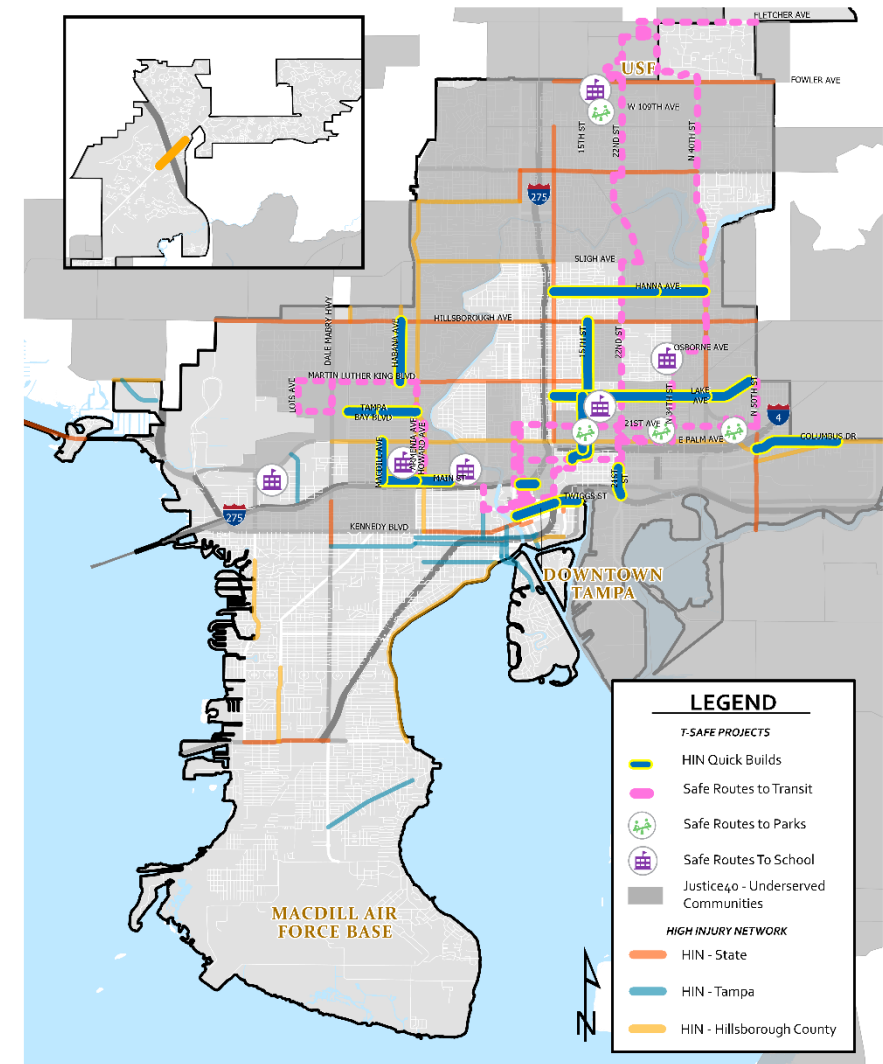 FLETCHER AVE
USF
FOWLER AVE
W 109TH AVE
15TH ST
22ND ST
N 40TH ST
275
SLIGH AVE
HANNA AVE
DALE MABRY HWY
HABANA AVE
HILLSBOROUGH AVE
15TH ST
22ND ST
OSBORNE AVE
MARTIN LUTHER KING BLVD
LOIS AVE
LAKE
AVE
N 34TH ST
N 50TH ST
TAMPA
BAY BLVD
ARMENIA AVE
HOWARD AVE
21ST AVE
4
E PALM AVE
COLUMBUS DR
MACDILL AVE
MAIN ST
21ST
ST
TWIGGS ST
275
KENNEDY BLVD
DOWNTOWN
TAMPA
MACDILL AIR
FORCE BASE
N
LEGEND
T-SAFE PROJECTS
HIN Quick Builds
Safe Routes to Transit
Safe Routes to Parks
Safe Routes To School
Justice40 - Underserved
Communities
HIGH INJURY NETWORK
HIN - State
HIN - Tampa
HIN - Hillsborough County